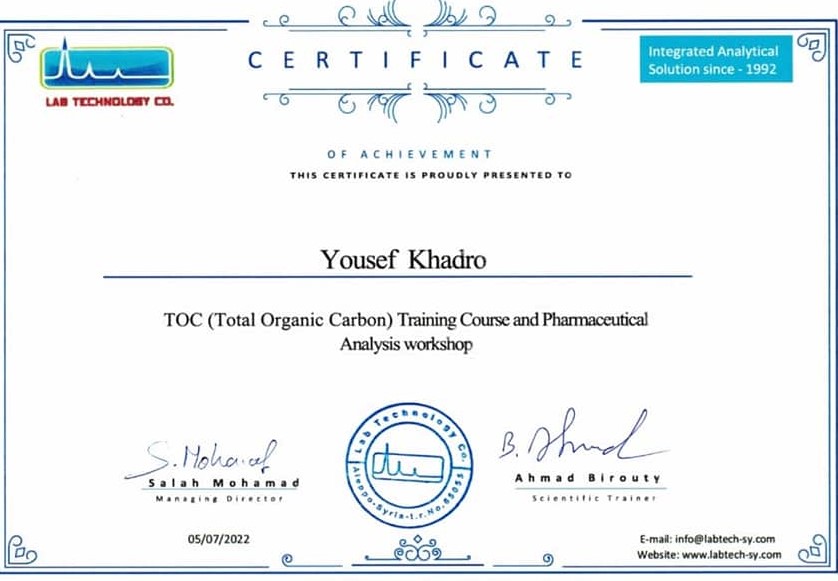 LAB TECHNOLOGY CO.
CERTIFICATE
Integrated Analytical
Solution since - 1992
OF ACHIEVEMENT
THIS CERTIFICATE IS PROUDLY PRESENTED TO
Yousef Khadro
TOC (Total Organic Carbon) Training Course and Pharmaceutical
Analysis workshop
S. Mohamad
B. Ahmad
Salah Mohamad
Managing Director
Lab Technology Co.
Aleppo-Syria-t.r.No.
Ahmad Birouty
Scientific Trainer
05/07/2022
E-mail: info@labtech-sy.com
Website: www.labtech-sy.com